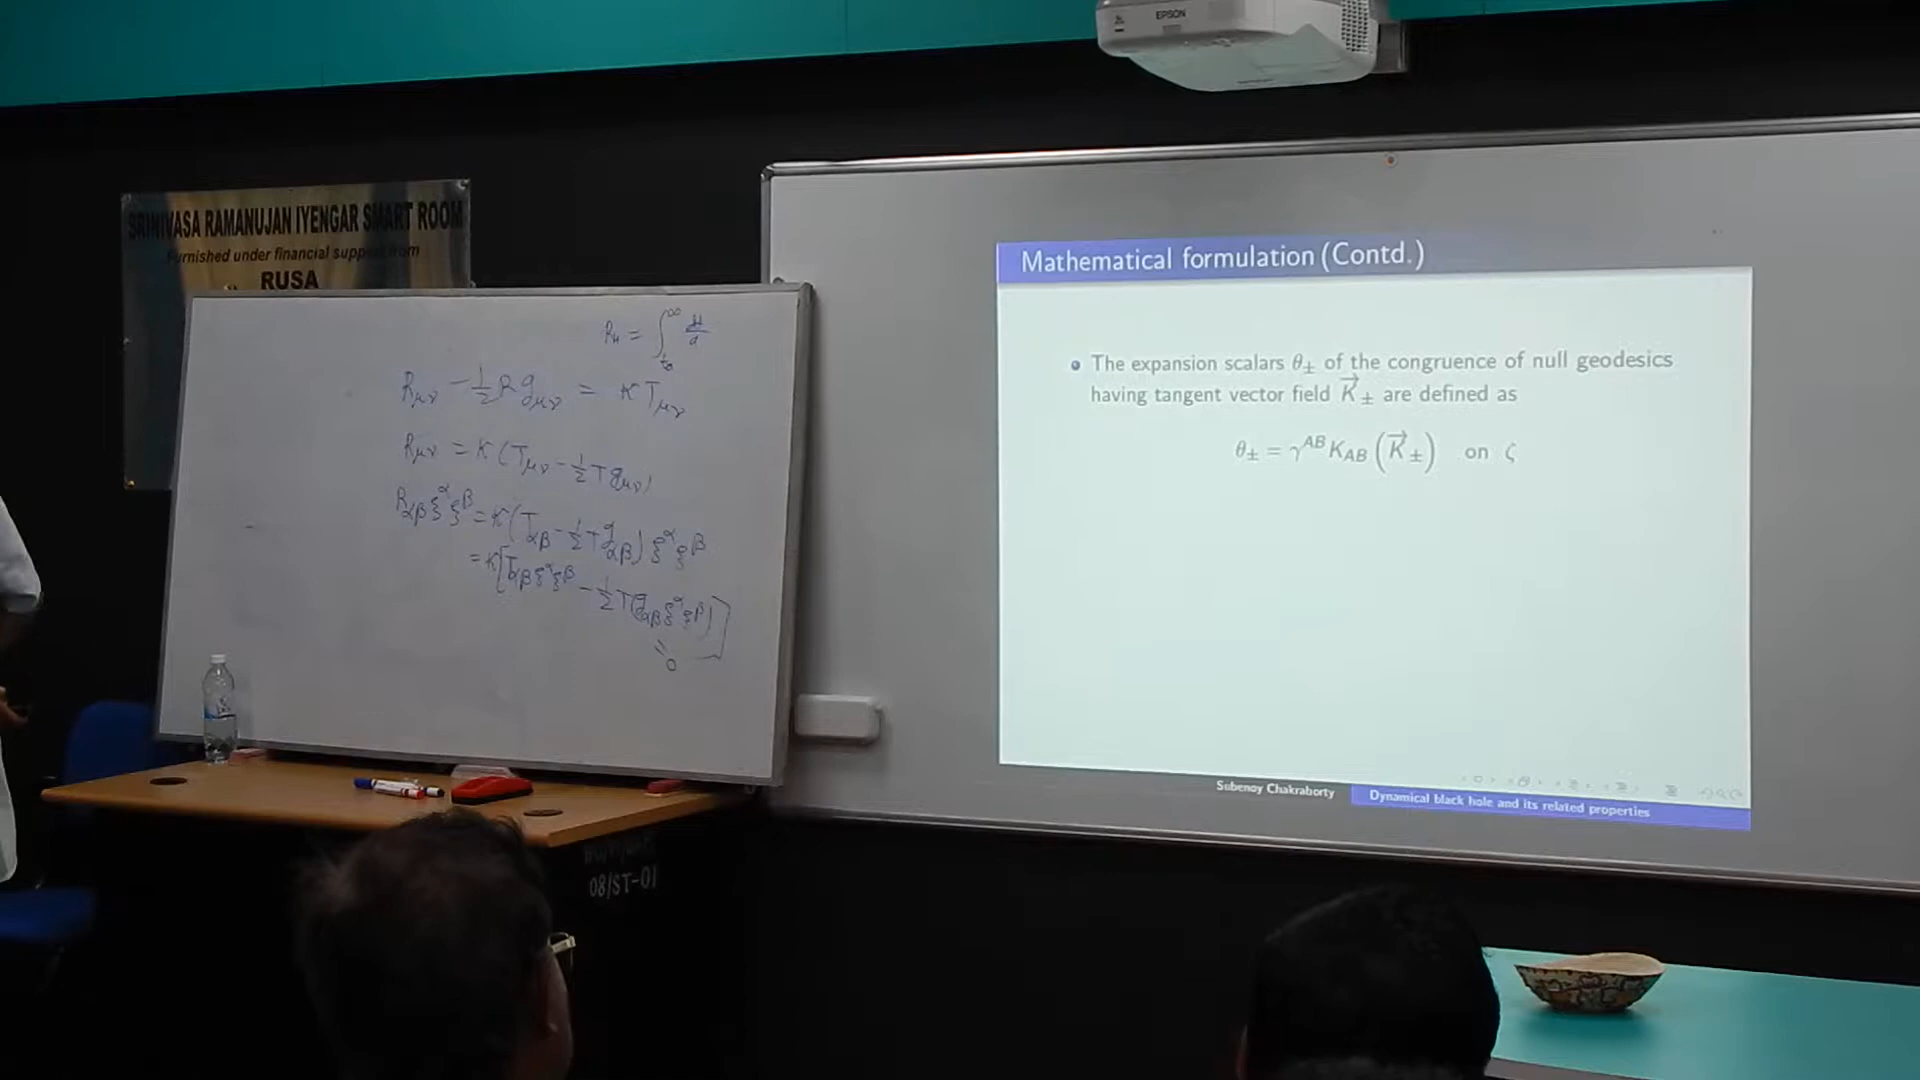 EPSON
SRINIVASA RAMANUJAN IYENGAR SMART ROOM
Furnished under financial support from
RUSA
R_H = ∫_{t_0}^{∞} dt/a
R_{μν} − 1/2 R g_{μν} = κ T_{μν}
R_{μν} = κ (T_{μν} − 1/2 T g_{μν})
R_{αβ} ξ^α ξ^β = κ (T_{αβ} − 1/2 T g_{αβ}) ξ^α ξ^β
= κ [T_{αβ} ξ^α ξ^β − 1/2 T (g_{αβ} ξ^α ξ^β)]
= 0
Mathematical formulation (Contd.)
• The expansion scalars θ± of the congruence of null geodesics
having tangent vector field K⃗± are defined as
θ± = γ^{AB} K_{AB} (K⃗±) on ζ
Subenoy Chakraborty Dynamical black hole and its related properties
08/ST-01